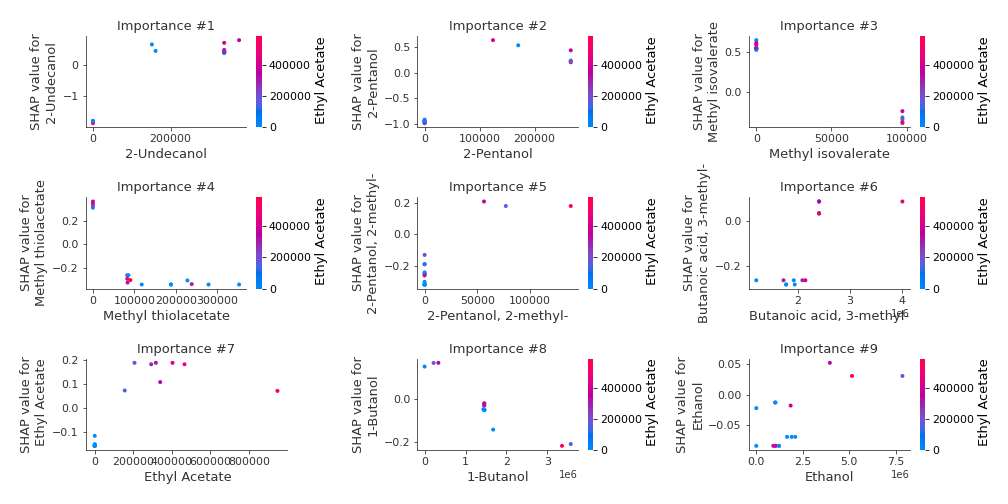 Importance #1
SHAP value for
2-Undecanol
0
−1
0
200000
2-Undecanol
400000
200000
0
Ethyl Acetate
Importance #2
SHAP value for
2-Pentanol
0.5
0.0
−0.5
−1.0
0
200000
2-Pentanol
400000
200000
0
Ethyl Acetate
Importance #3
SHAP value for
Methyl isovalerate
0.5
0.0
0
50000
100000
Methyl isovalerate
400000
200000
0
Ethyl Acetate
Importance #4
SHAP value for
Methyl thiolacetate
0.2
0.0
−0.2
0
100000
200000
300000
Methyl thiolacetate
400000
200000
0
Ethyl Acetate
Importance #5
SHAP value for
2-Pentanol, 2-methyl-
0.2
0.0
−0.2
0
50000
100000
2-Pentanol, 2-methyl-
400000
200000
0
Ethyl Acetate
Importance #6
SHAP value for
Butanoic acid, 3-methyl-
0.0
−0.2
2
3
4
1e6
Butanoic acid, 3-methyl-
400000
200000
0
Ethyl Acetate
Importance #7
SHAP value for
Ethyl Acetate
0.2
0.1
0.0
−0.1
0
200000
400000
600000
800000
Ethyl Acetate
Importance #8
SHAP value for
1-Butanol
0.0
−0.2
0
1
2
3
1e6
1-Butanol
400000
200000
0
Ethyl Acetate
Importance #9
SHAP value for
Ethanol
0.05
0.00
−0.05
0.0
2.5
5.0
7.5
1e6
Ethanol
400000
200000
0
Ethyl Acetate